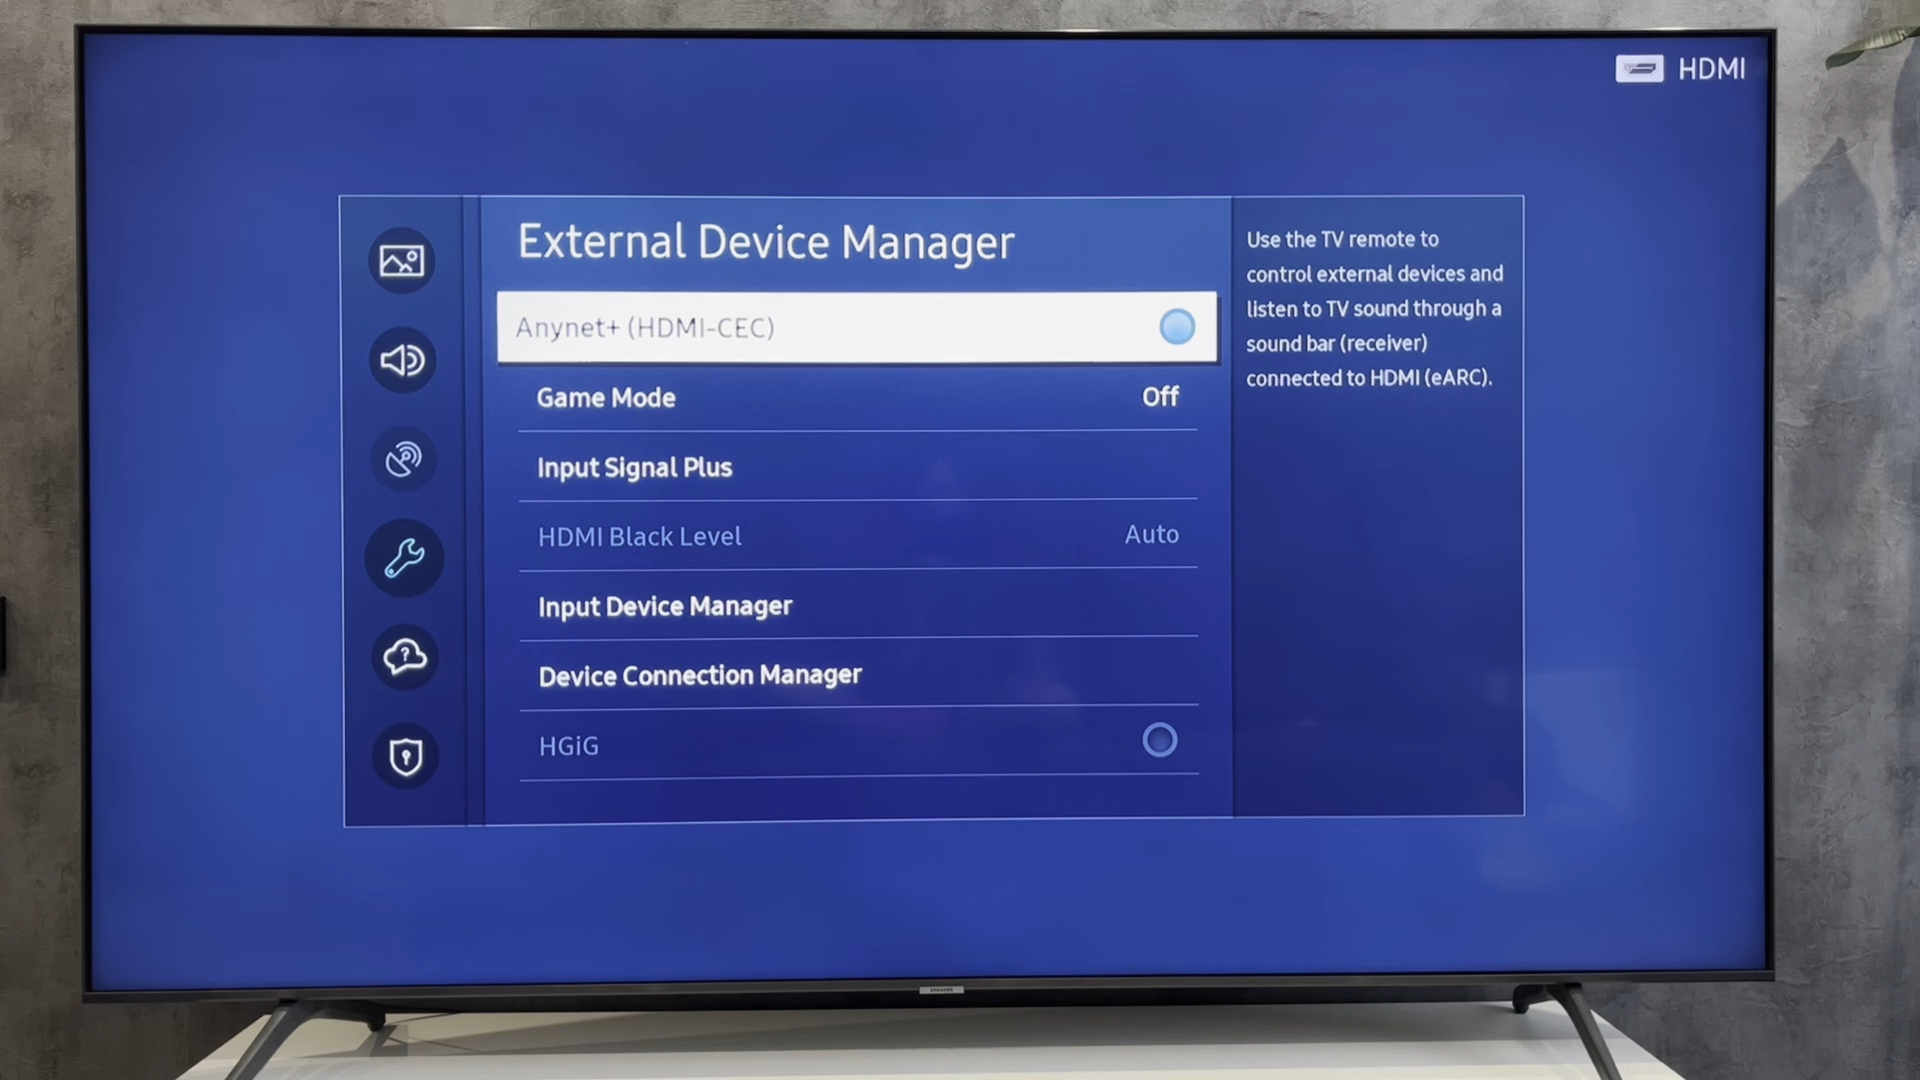 HDMI
External Device Manager
Anynet+ (HDMI-CEC)
Game Mode Off
Input Signal Plus
HDMI Black Level Auto
Input Device Manager
Device Connection Manager
HGiG
Use the TV remote to
control external devices and
listen to TV sound through a
sound bar (receiver)
connected to HDMI (eARC).
SAMSUNG